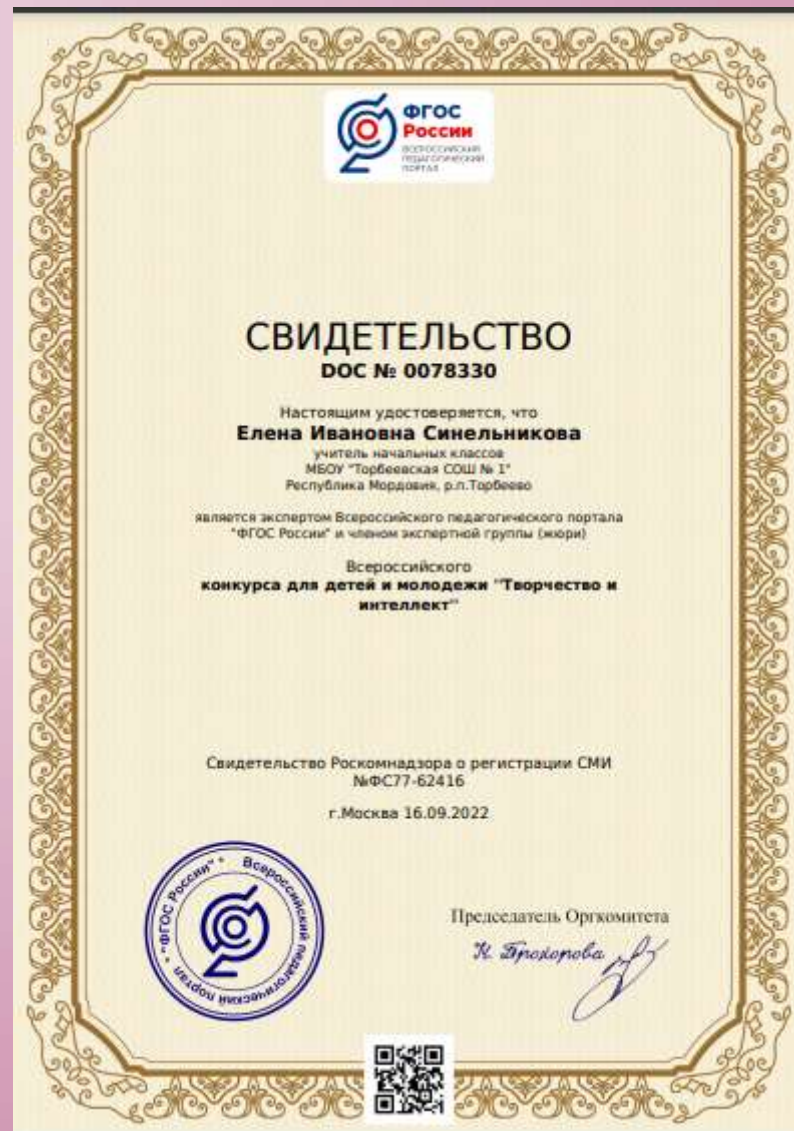 ФГОС
России
ВСЕРОССИЙСКИЙ
ПЕДАГОГИЧЕСКИЙ
ПОРТАЛ
СВИДЕТЕЛЬСТВО
DOC № 0078330
Настоящим удостоверяется, что
Елена Ивановна Синельникова
учитель начальных классов
МБОУ "Торбеевская СОШ № 1"
Республика Мордовия, р.п.Торбеево
является экспертом Всероссийского педагогического портала
"ФГОС России" и членом экспертной группы (жюри)
Всероссийского
конкурса для детей и молодежи "Творчество и
интеллект"
Свидетельство Роскомнадзора о регистрации СМИ
№ФС77-62416
г.Москва 16.09.2022
Всероссийский педагогический портал * "ФГОС России" *
Председатель Оргкомитета
Н. Прохорова